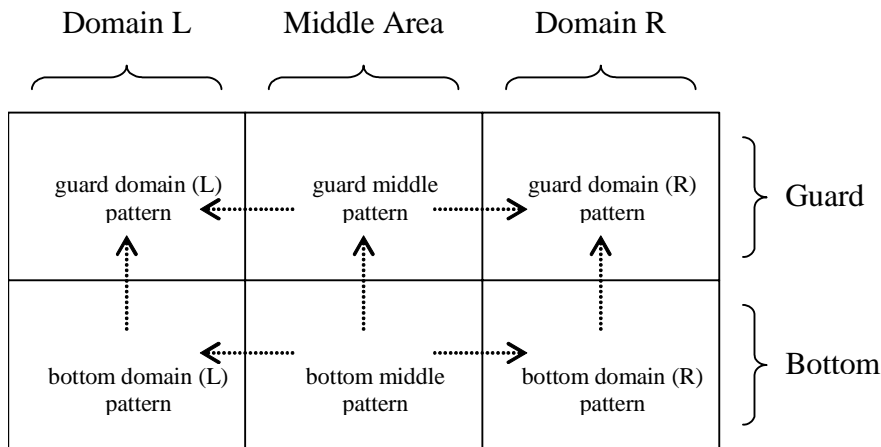 Domain L
Middle Area
Domain R
guard domain (L)
pattern
guard middle
pattern
guard domain (R)
pattern
Guard
bottom domain (L)
pattern
bottom middle
pattern
bottom domain (R)
pattern
Bottom